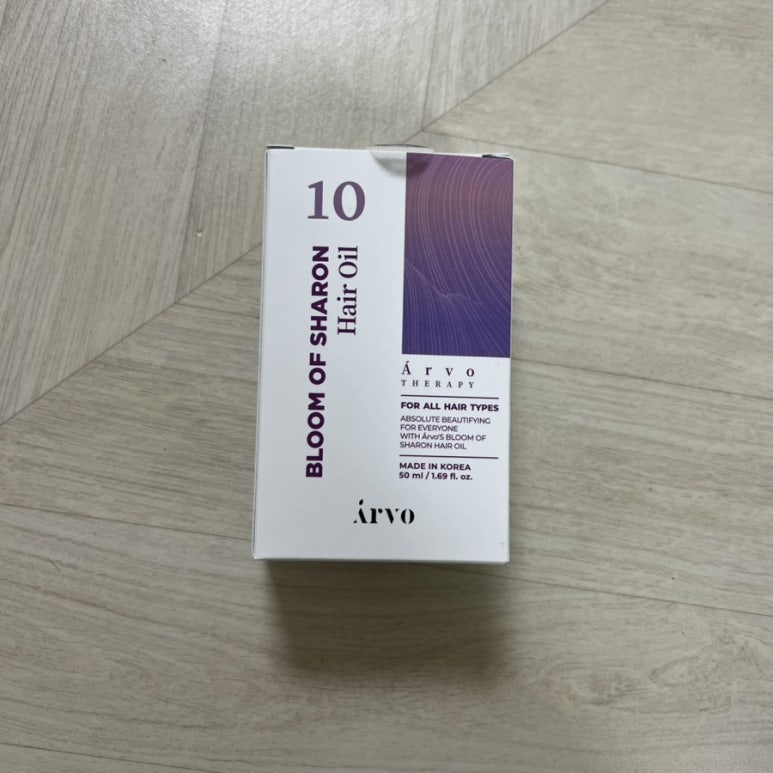 10
BLOOM OF SHARON
Hair Oil
Árvo
THERAPY
FOR ALL HAIR TYPES
ABSOLUTE BEAUTIFYING
FOR EVERYONE
WITH Árvo'S BLOOM OF
SHARON HAIR OIL
MADE IN KOREA
50 ml / 1.69 fl. oz.
Árvo